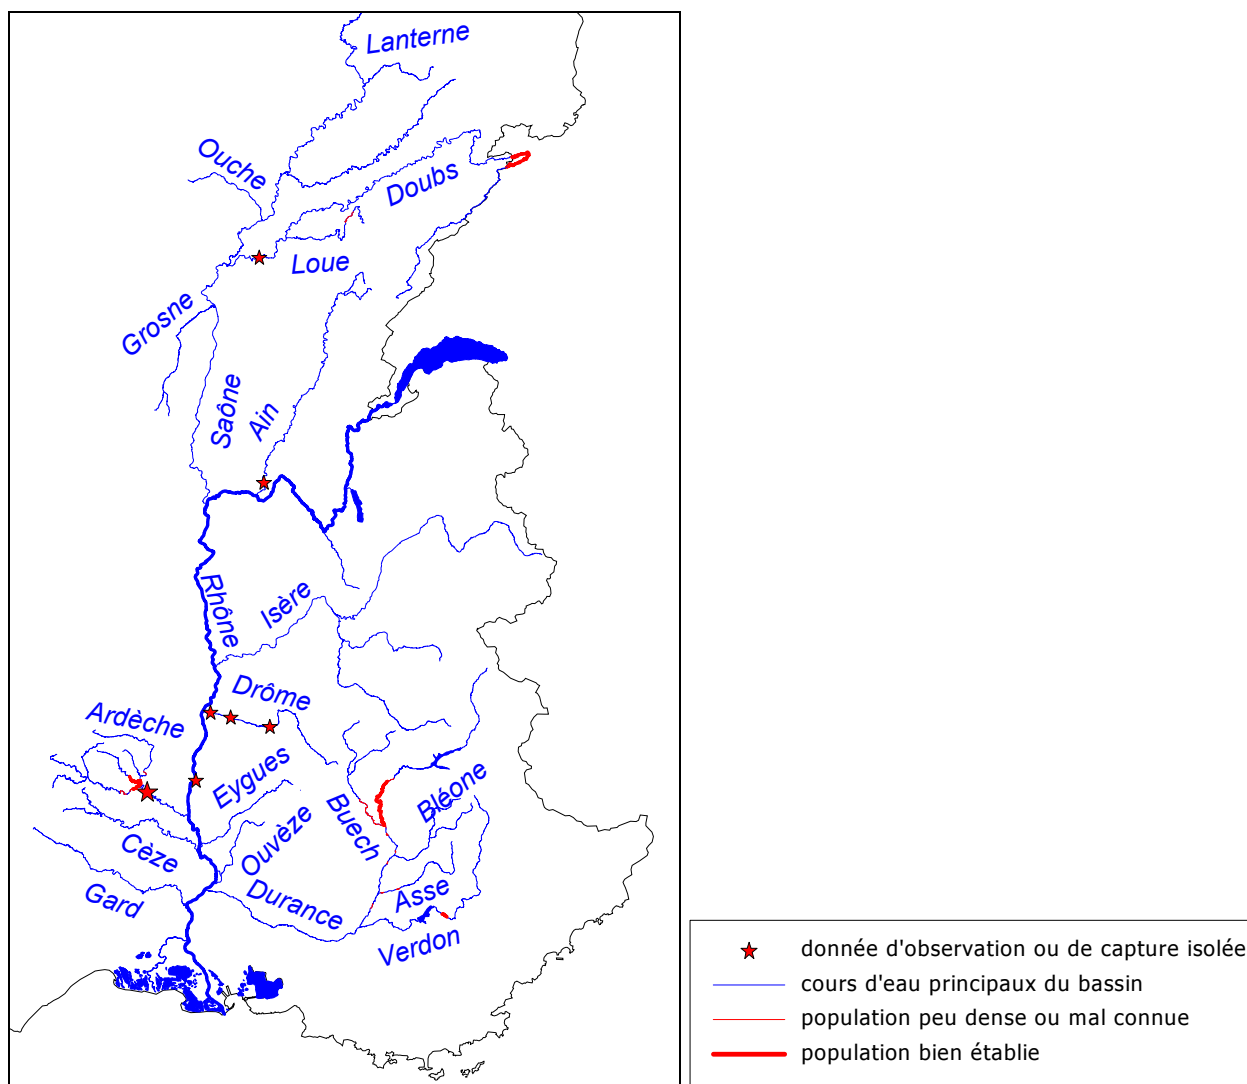 Lanterne
Ouche
Doubs
Loue
Grosne
Saône
Ain
Rhône
Isère
Drôme
Ardèche
Eygues
Bléone
Buech
Ouvèze
Cèze
Gard
Durance
Asse
Verdon
donnée d'observation ou de capture isolée
cours d'eau principaux du bassin
population peu dense ou mal connue
population bien établie